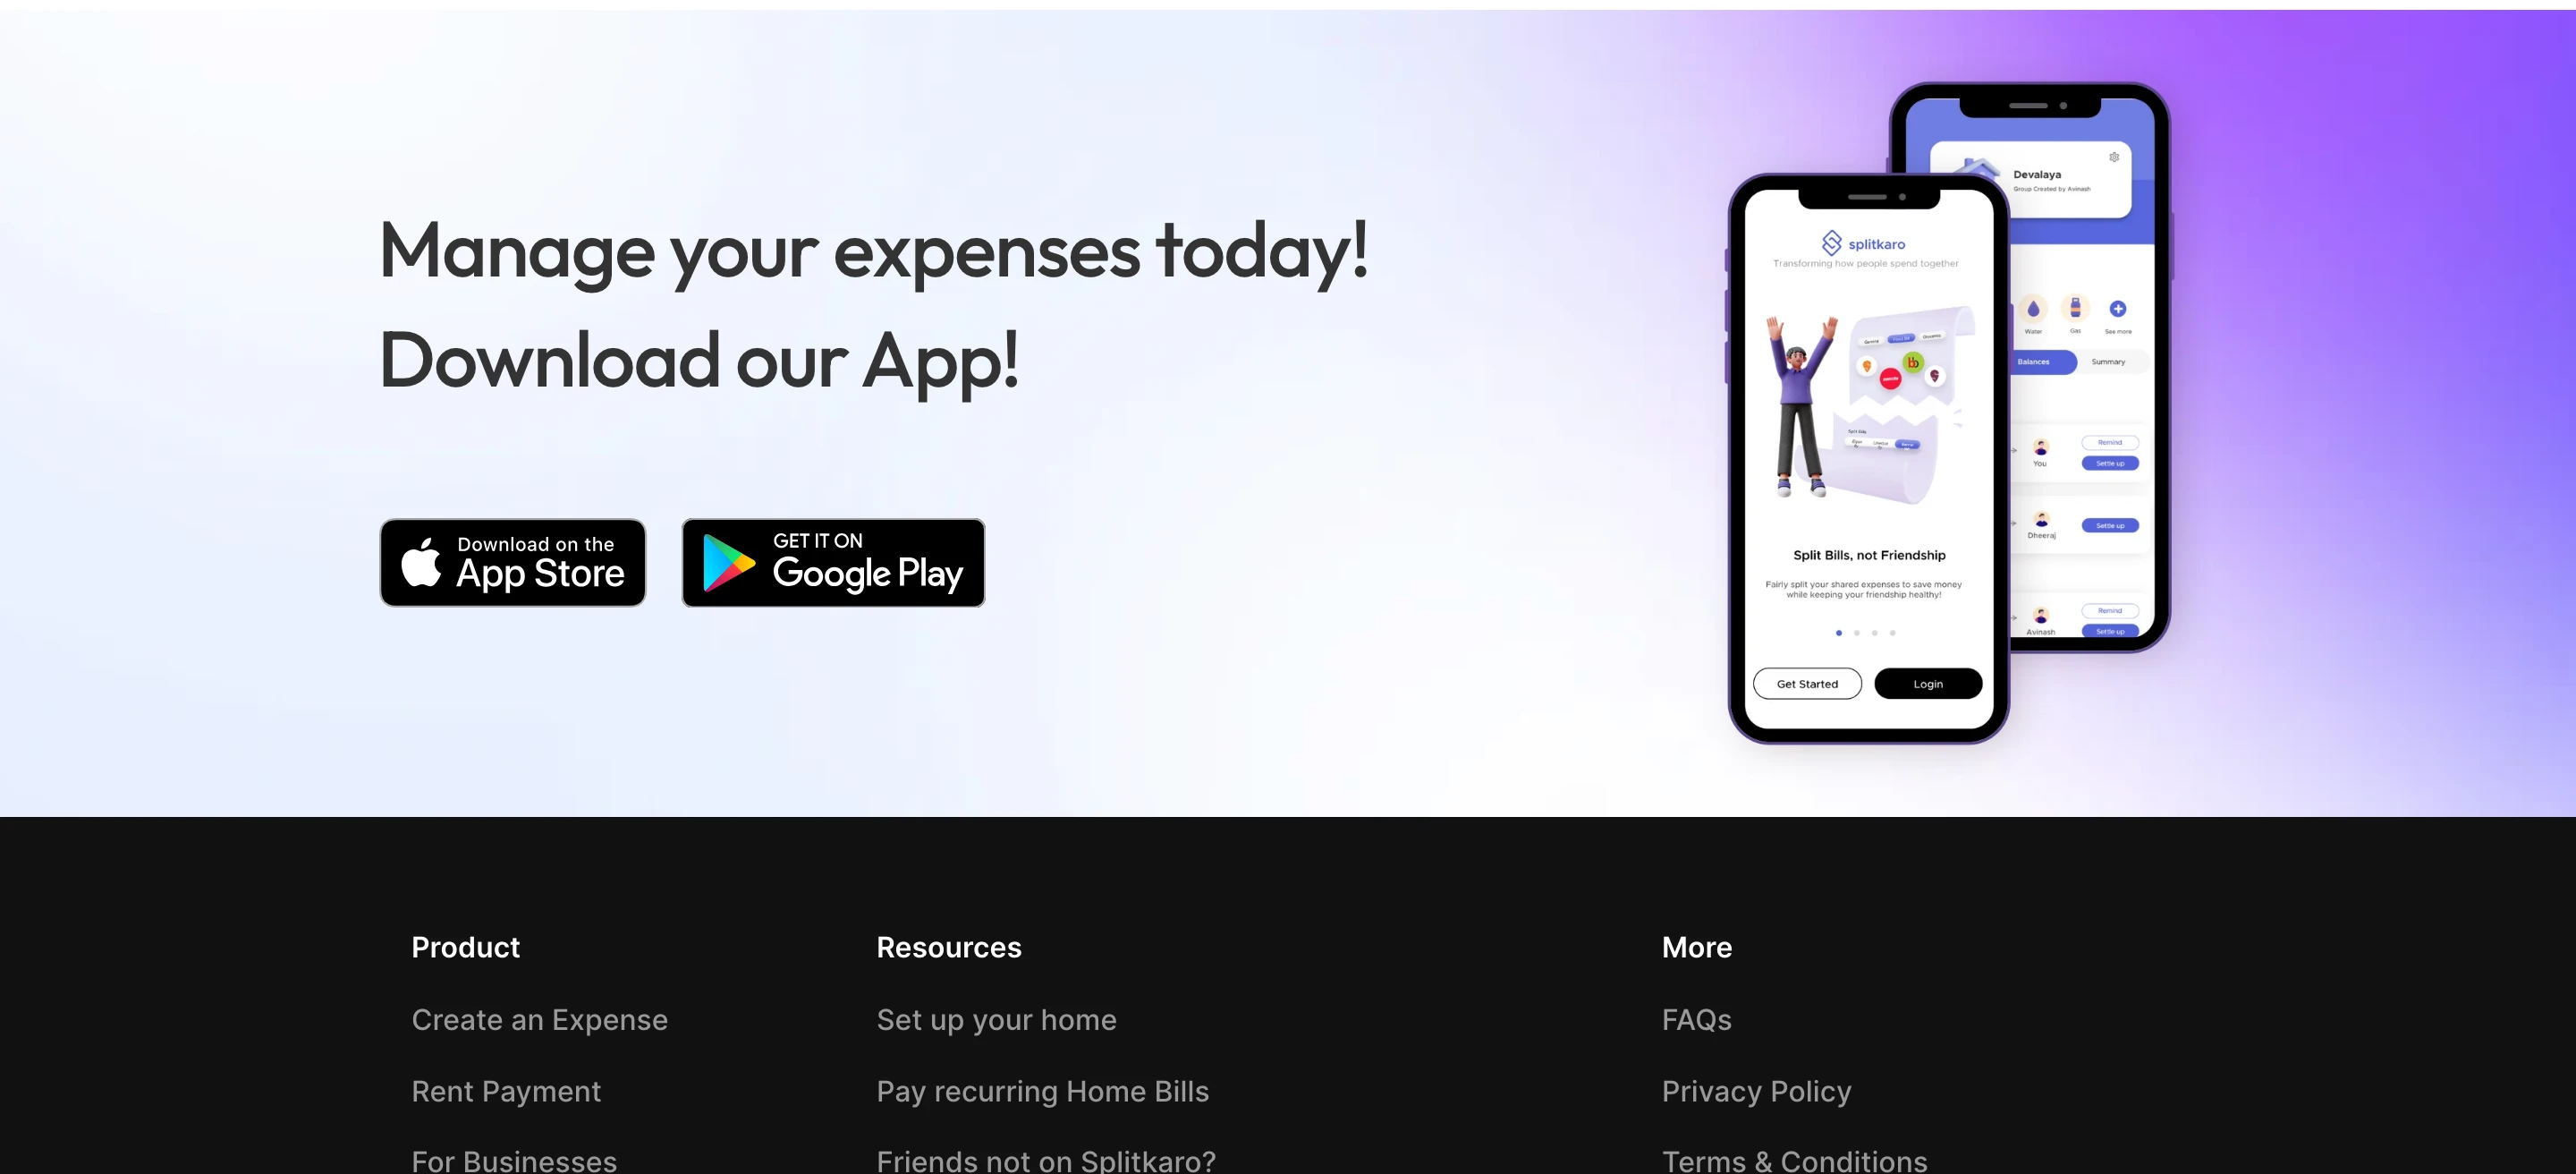 Manage your expenses today!
Download our App!
Download on the
App Store
GET IT ON
Google Play
splitkaro
Transforming how people spend together
Split Bills, not Friendship
Fairly split your shared expenses to save money
while keeping your friendship healthy!
Get Started
Login
Devalaya
Group Created by Avinash
Water
Gas
See more
Balances
Summary
Remind
You
Settle up
Dheeraj
Settle up
Remind
Avinash
Settle up
Product
Create an Expense
Rent Payment
For Businesses
Resources
Set up your home
Pay recurring Home Bills
Friends not on Splitkaro?
More
FAQs
Privacy Policy
Terms & Conditions